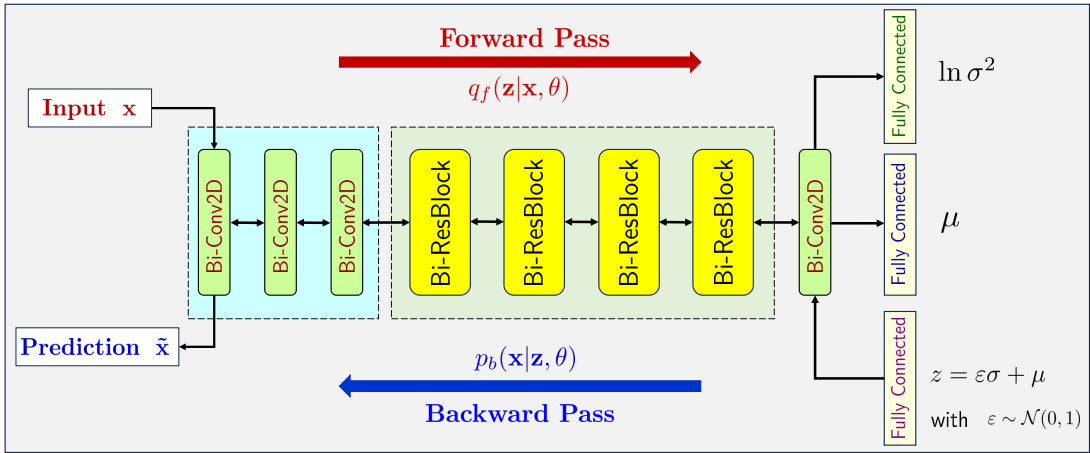 Forward Pass
q_f(z|x, θ)
Input x
Prediction x̃
Bi-Conv2D
Bi-Conv2D
Bi-Conv2D
Bi-ResBlock
Bi-ResBlock
Bi-ResBlock
Bi-ResBlock
Bi-Conv2D
Fully Connected
ln σ²
Fully Connected
μ
Fully Connected
z = εσ + μ
with ε ∼ 𝒩(0, 1)
p_b(x|z, θ)
Backward Pass